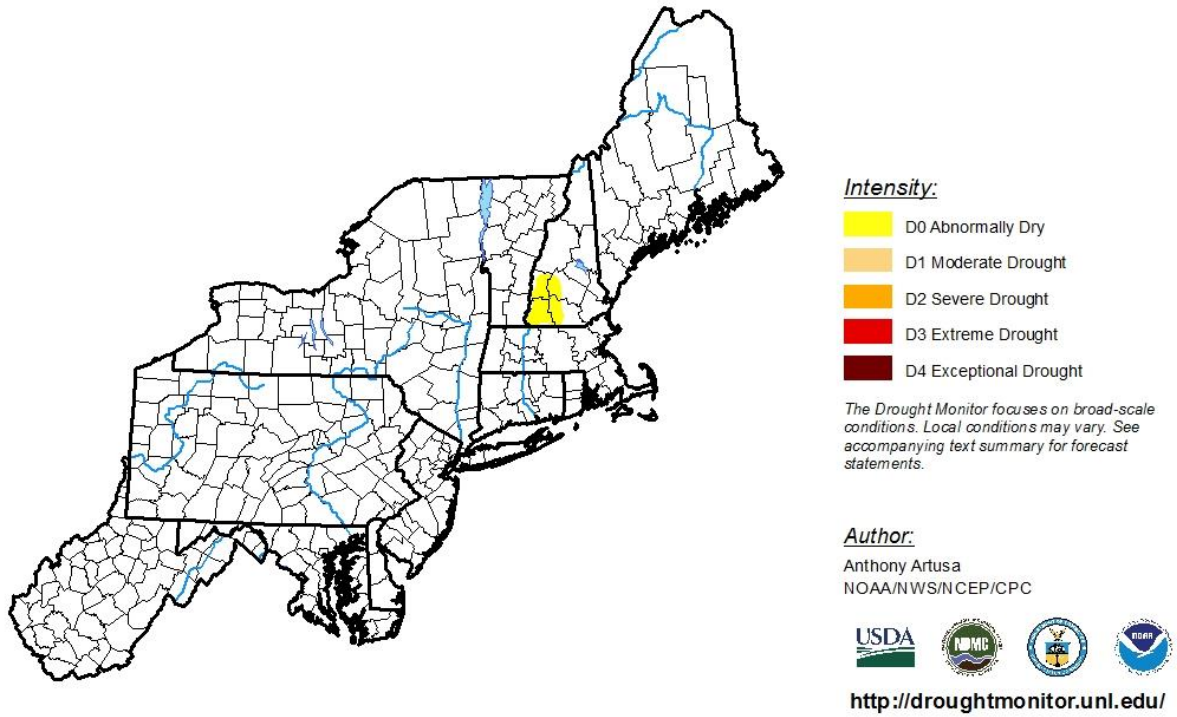 Intensity:
D0 Abnormally Dry
D1 Moderate Drought
D2 Severe Drought
D3 Extreme Drought
D4 Exceptional Drought
The Drought Monitor focuses on broad-scale
conditions. Local conditions may vary. See
accompanying text summary for forecast
statements.
Author:
Anthony Artusa
NOAA/NWS/NCEP/CPC
USDA
NDMC
NOAA
http://droughtmonitor.unl.edu/